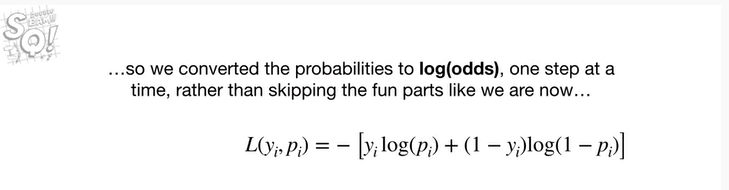 StatQuest!
…so we converted the probabilities to log(odds), one step at a
time, rather than skipping the fun parts like we are now…
L(yᵢ, pᵢ) = − [yᵢ log(pᵢ) + (1 − yᵢ)log(1 − pᵢ)]